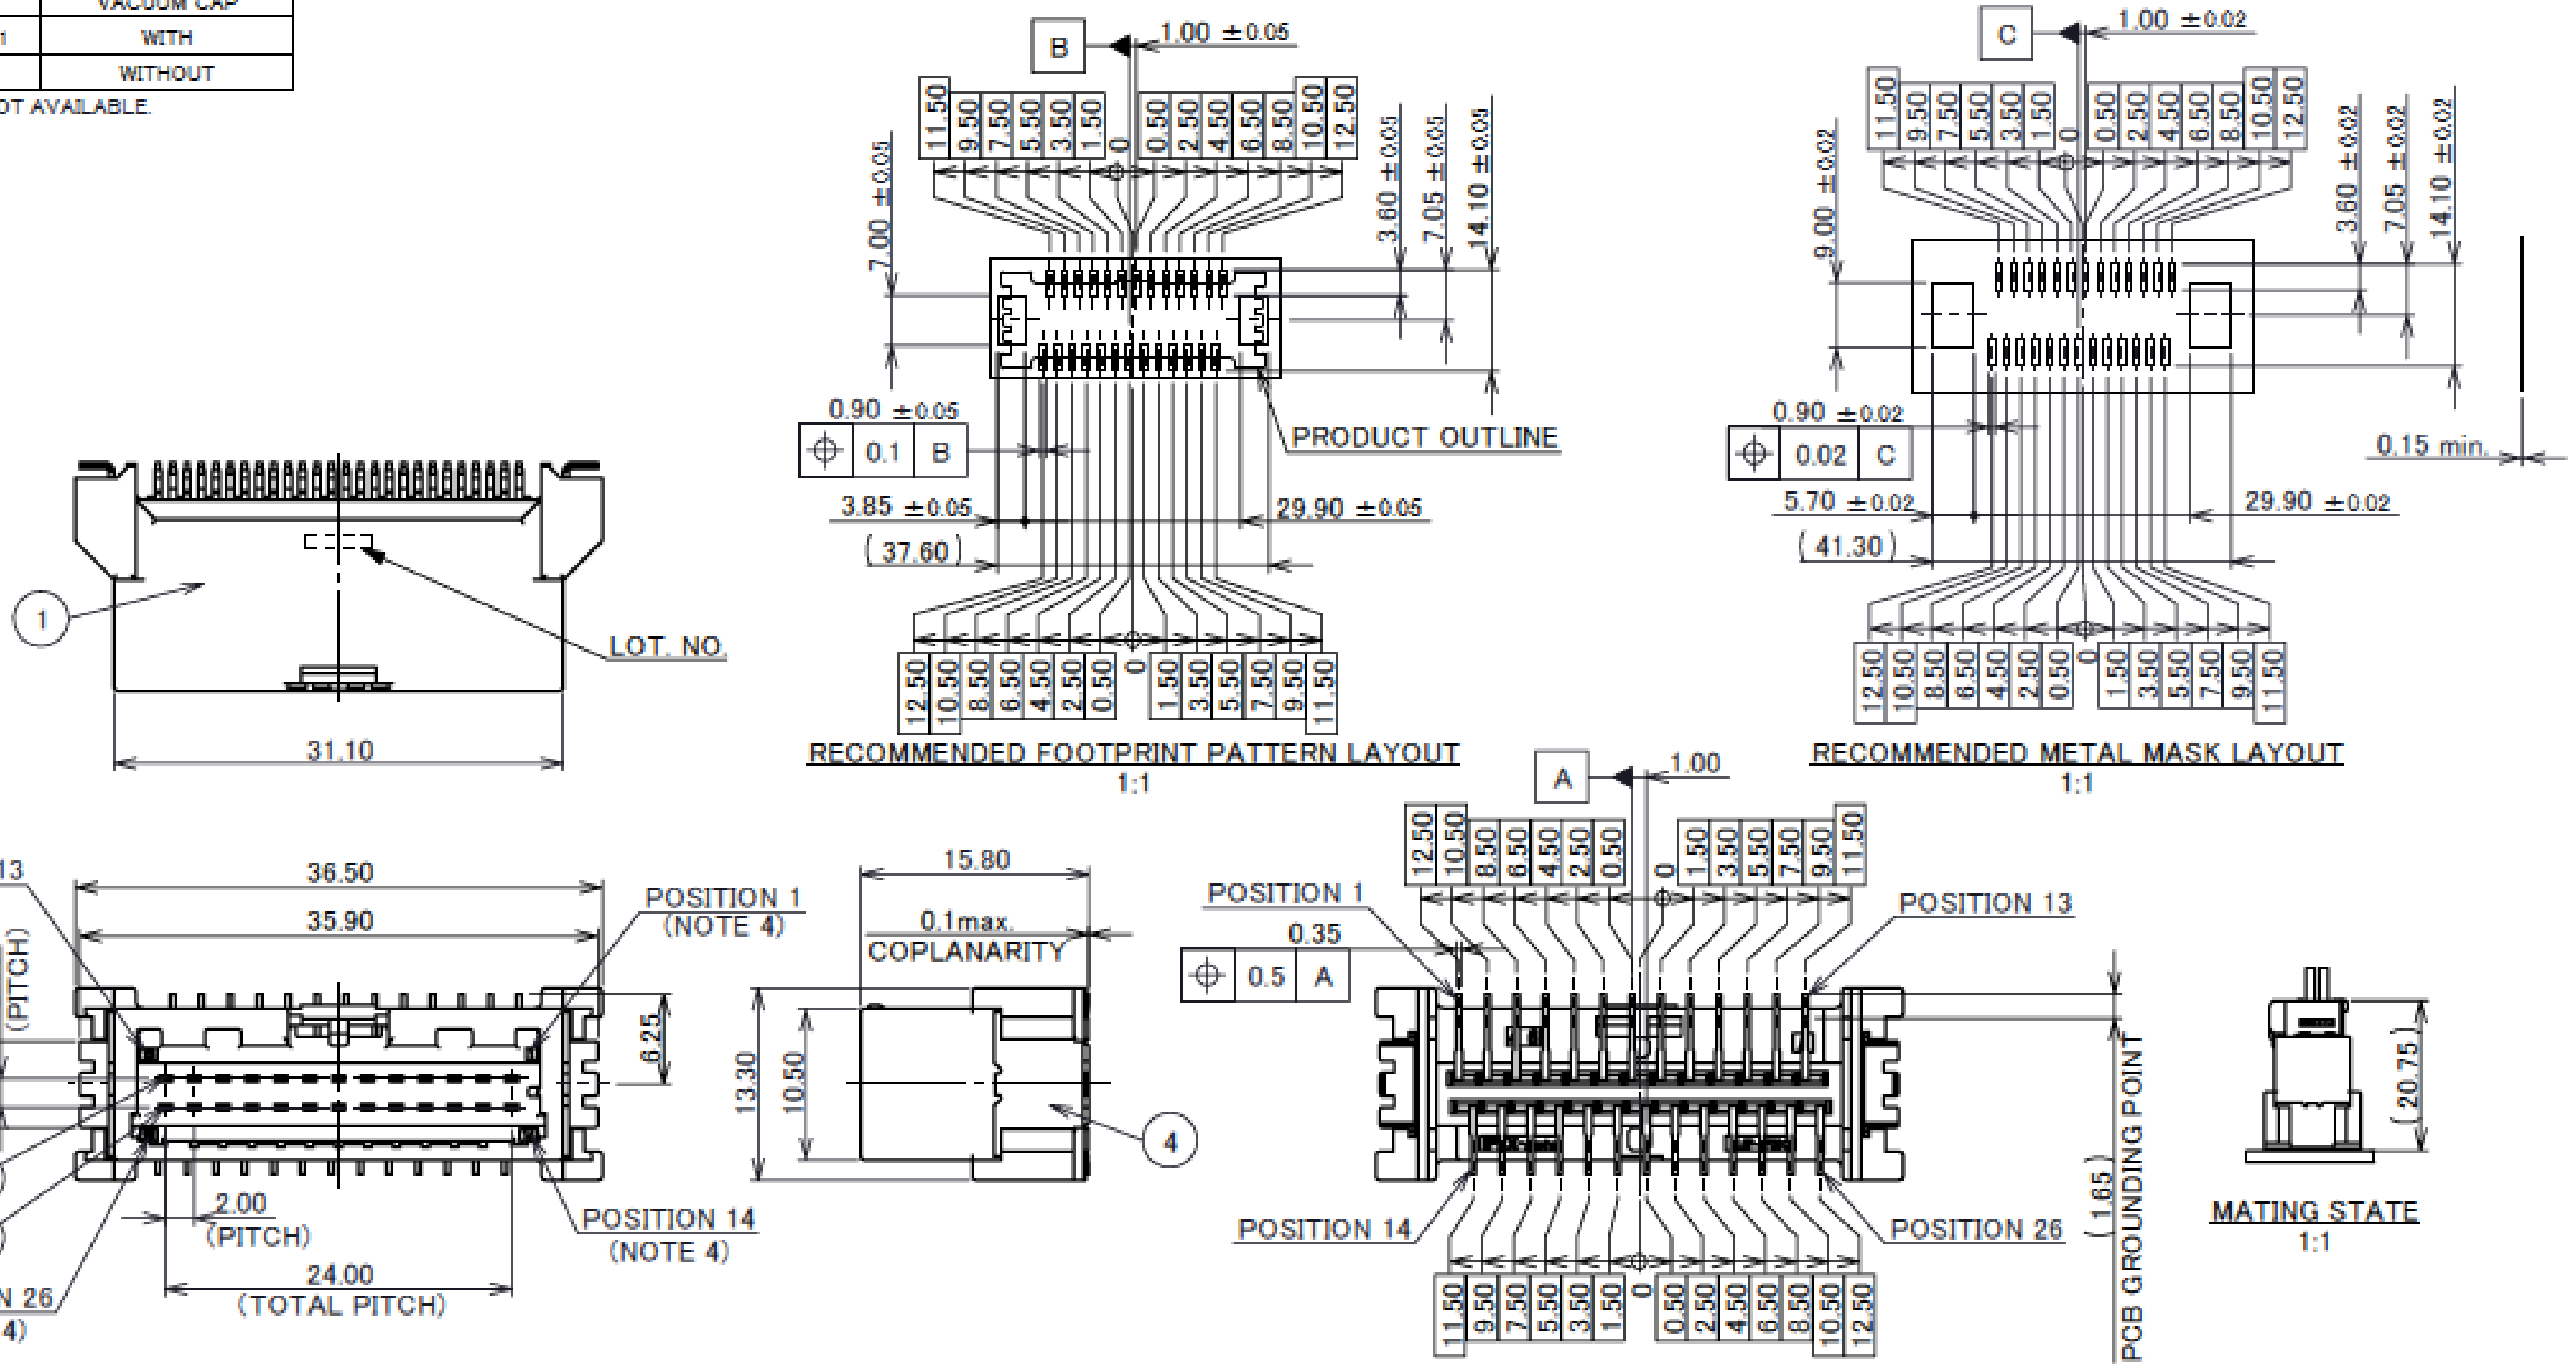 VACUUM CAP
1 WITH
WITHOUT
OT AVAILABLE.
1
LOT. NO.
31.10
B
1.00 ±0.05
11.50 9.50 7.50 5.50 3.50 1.50 0 0.50 2.50 4.50 6.50 8.50 10.50 12.50
7.00 ±0.05
3.60 ±0.05
7.05 ±0.05
14.10 ±0.05
0.90 ±0.05
0.1 B
PRODUCT OUTLINE
3.85 ±0.05
29.90 ±0.05
(37.60)
12.50 10.50 8.50 6.50 4.50 2.50 0.50 0 1.50 3.50 5.50 7.50 9.50 11.50
RECOMMENDED FOOTPRINT PATTERN LAYOUT
1:1
C
1.00 ±0.02
11.50 9.50 7.50 5.50 3.50 1.50 0 0.50 2.50 4.50 6.50 8.50 10.50 12.50
9.00 ±0.02
3.60 ±0.02
7.05 ±0.02
14.10 ±0.02
0.90 ±0.02
0.02 C
0.15 min.
5.70 ±0.02
29.90 ±0.02
(41.30)
12.50 10.50 8.50 6.50 4.50 2.50 0.50 0 1.50 3.50 5.50 7.50 9.50 11.50
RECOMMENDED METAL MASK LAYOUT
1:1
13
36.50
35.90
POSITION 1
(NOTE 4)
(PITCH)
6.25
2.00
(PITCH)
24.00
(TOTAL PITCH)
POSITION 14
(NOTE 4)
N 26
4)
15.80
0.1max.
COPLANARITY
13.30
10.50
4
A
1.00
12.50 10.50 8.50 6.50 4.50 2.50 0.50 0 1.50 3.50 5.50 7.50 9.50 11.50
POSITION 1
POSITION 13
0.35
0.5 A
POSITION 14
POSITION 26
11.50 9.50 7.50 5.50 3.50 1.50 0 0.50 2.50 4.50 6.50 8.50 10.50 12.50
(1.65)
PCB GROUNDING POINT
(20.75)
MATING STATE
1:1